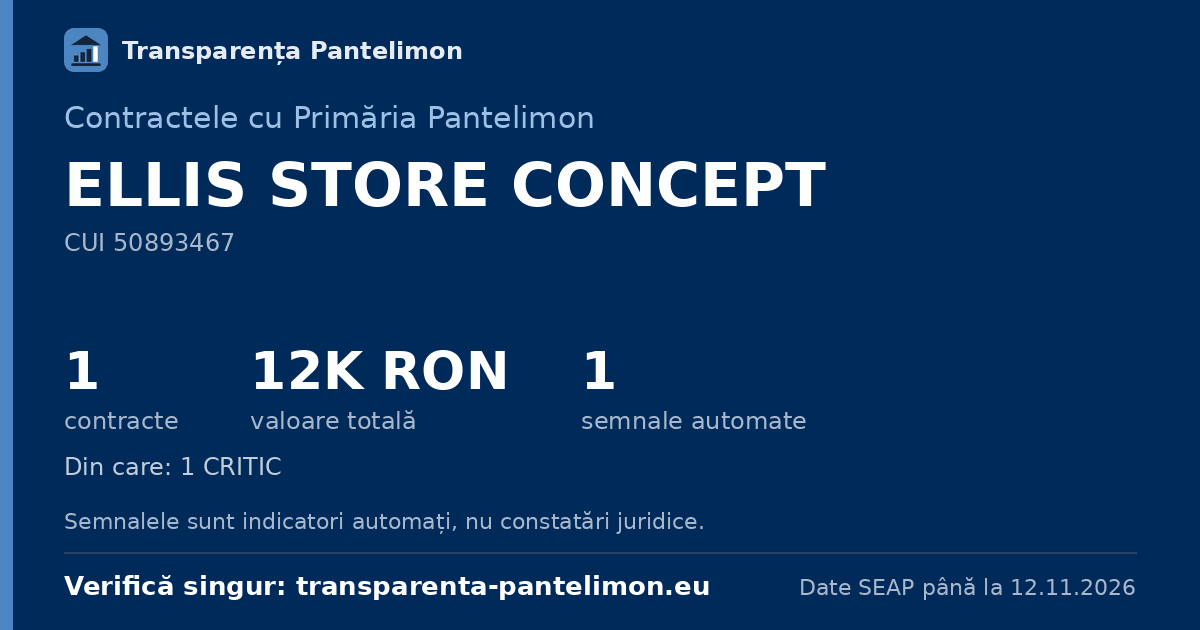 Transparența Pantelimon
Contractele cu Primăria Pantelimon
ELLIS STORE CONCEPT
CUI 50893467
1 12K RON 1
contracte valoare totală semnale automate
Din care: 1 CRITIC
Semnalele sunt indicatori automați, nu constatări juridice.
Verifică singur: transparenta-pantelimon.eu Date SEAP până la 12.11.2026